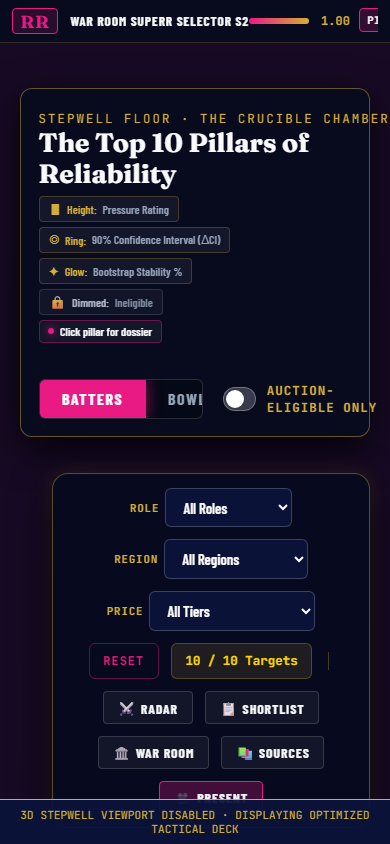 RR WAR ROOM SUPERR SELECTOR S2 1.00
STEPWELL FLOOR · THE CRUCIBLE CHAMBER
The Top 10 Pillars of
Reliability
Height: Pressure Rating
Ring: 90% Confidence Interval (ΔCI)
Glow: Bootstrap Stability %
Dimmed: Ineligible
Click pillar for dossier
BATTERS
AUCTION-
ELIGIBLE ONLY
ROLE All Roles
REGION All Regions
PRICE All Tiers
RESET 10 / 10 Targets
RADAR SHORTLIST
WAR ROOM SOURCES
PRESENT
3D STEPWELL VIEWPORT DISABLED · DISPLAYING OPTIMIZED
TACTICAL DECK